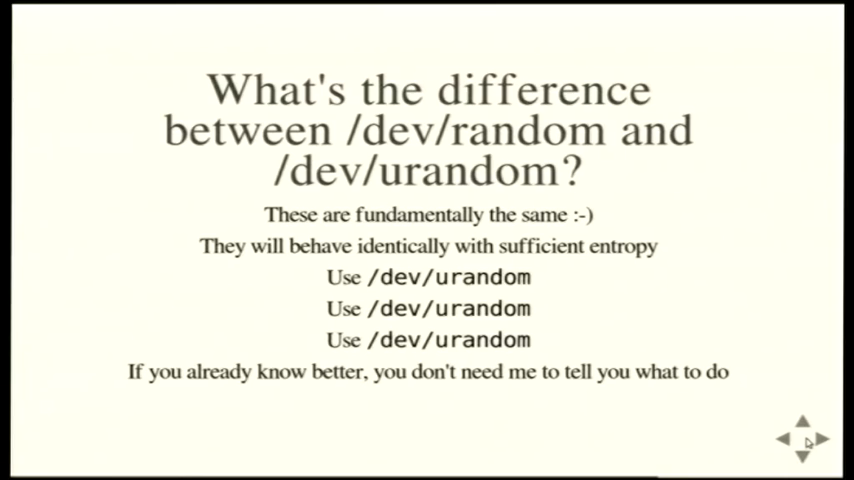 What's the difference
between /dev/random and
/dev/urandom?
These are fundamentally the same :-)
They will behave identically with sufficient entropy
Use /dev/urandom
Use /dev/urandom
Use /dev/urandom
If you already know better, you don't need me to tell you what to do